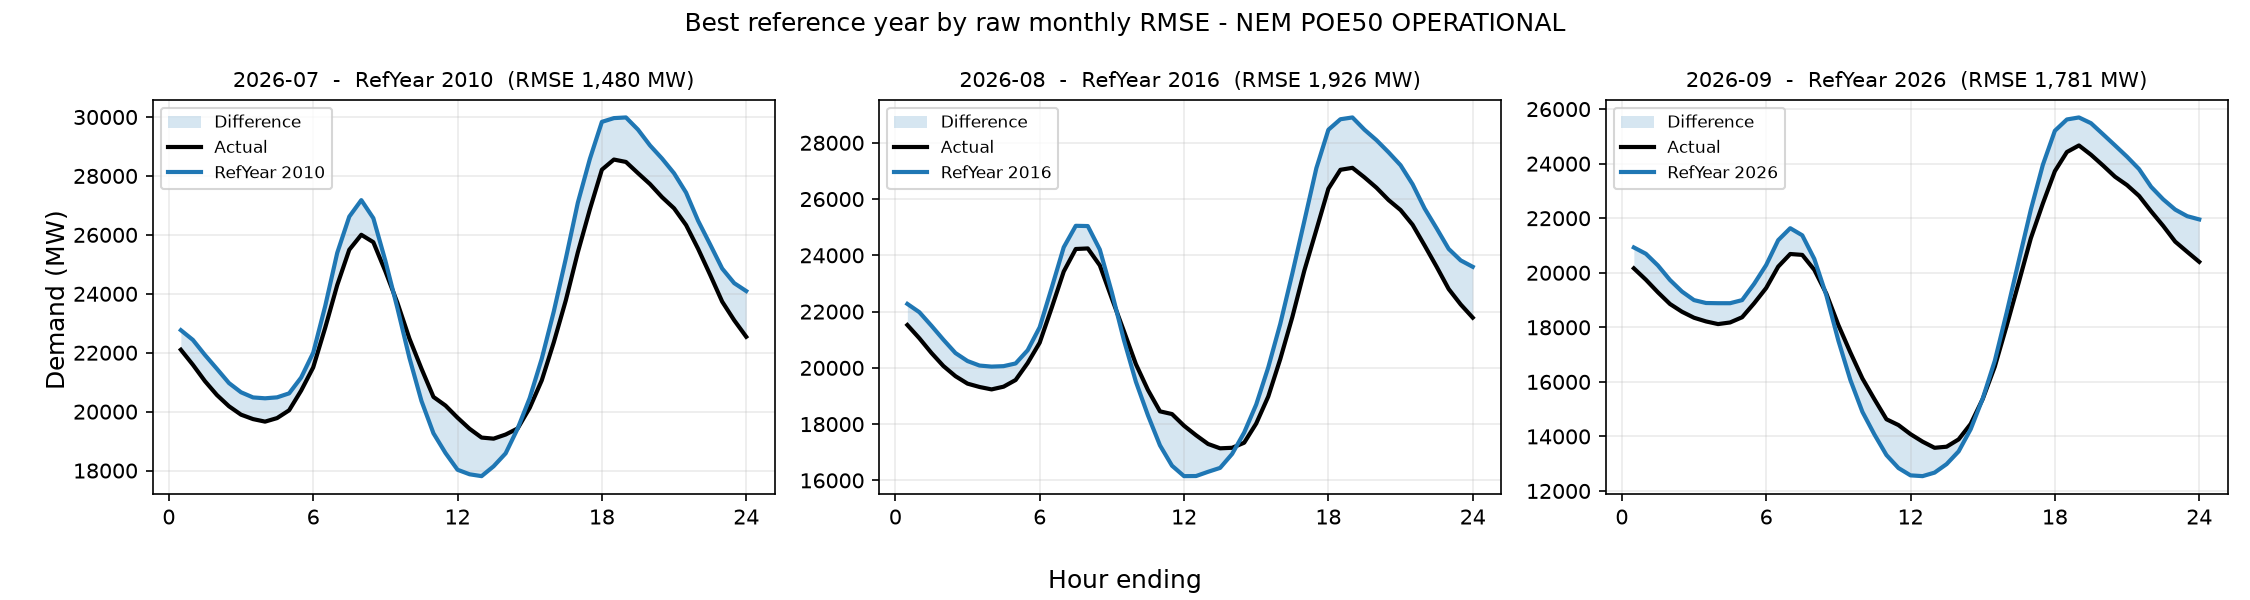 Best reference year by raw monthly RMSE - NEM POE50 OPERATIONAL
2026-07 - RefYear 2010 (RMSE 1,480 MW)
Difference
Actual
RefYear 2010
30000
28000
26000
24000
22000
20000
18000
0 6 12 18 24
Demand (MW)
2026-08 - RefYear 2016 (RMSE 1,926 MW)
Difference
Actual
RefYear 2016
28000
26000
24000
22000
20000
18000
16000
0 6 12 18 24
2026-09 - RefYear 2026 (RMSE 1,781 MW)
Difference
Actual
RefYear 2026
26000
24000
22000
20000
18000
16000
14000
12000
0 6 12 18 24
Hour ending